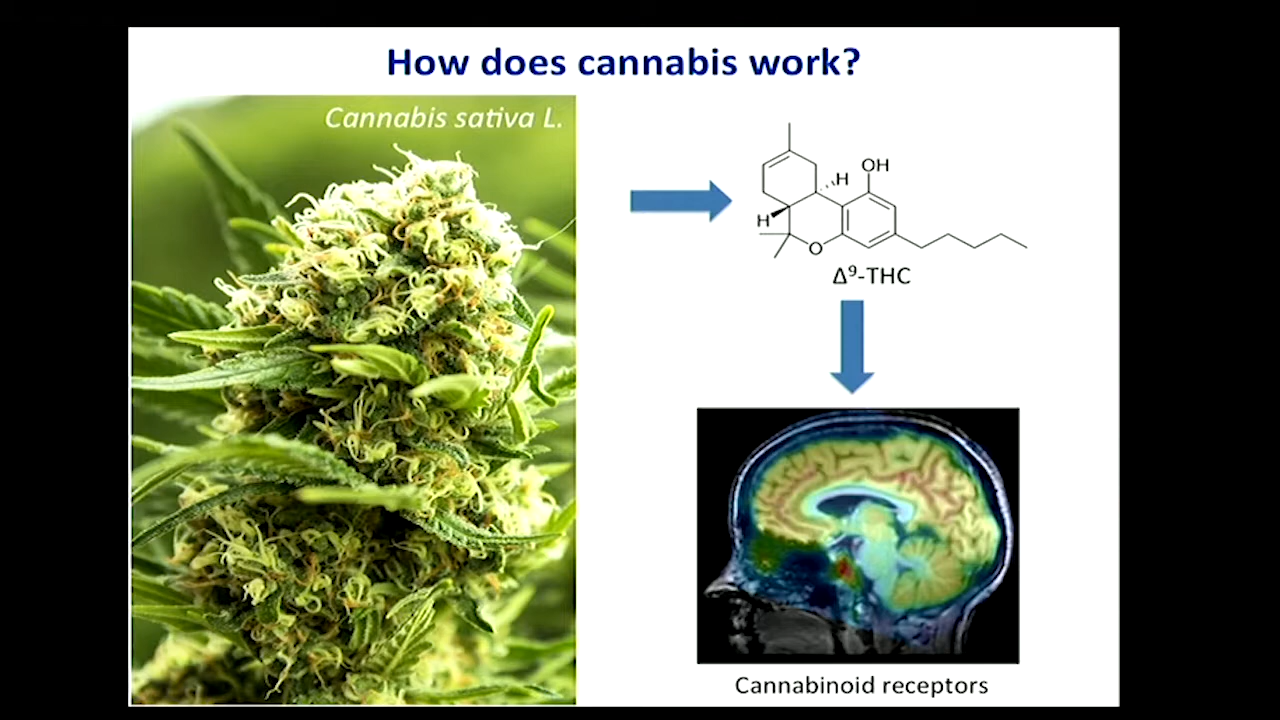 How does cannabis work?
Cannabis sativa L.
OH
H
H
O
Δ⁹-THC
Cannabinoid receptors